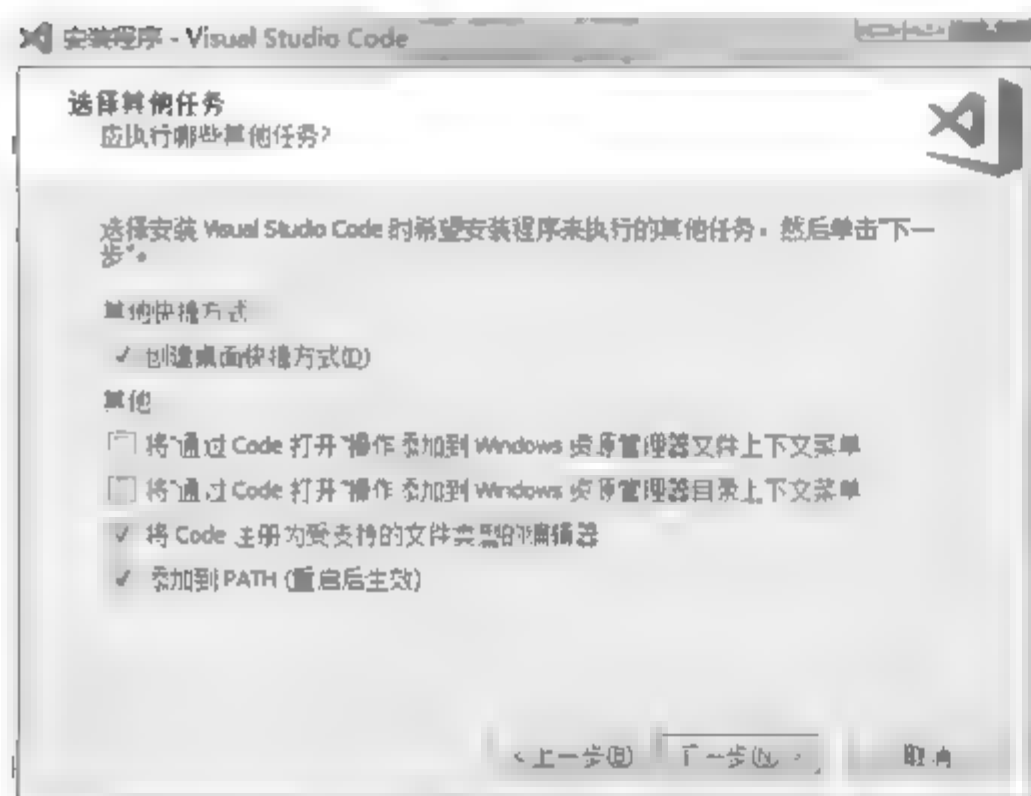 安装程序 - Visual Studio Code
选择其他任务
应执行哪些其他任务?
选择安装 Visual Studio Code 时希望安装程序来执行的其他任务，然后单击"下一
步"。
其他快捷方式
创建桌面快捷方式(D)
其他
将"通过 Code 打开"操作添加到 Windows 资源管理器文件上下文菜单
将"通过 Code 打开"操作添加到 Windows 资源管理器目录上下文菜单
将 Code 注册为受支持的文件类型的编辑器
添加到 PATH (重启后生效)
< 上一步(B) 下一步(N) > 取消